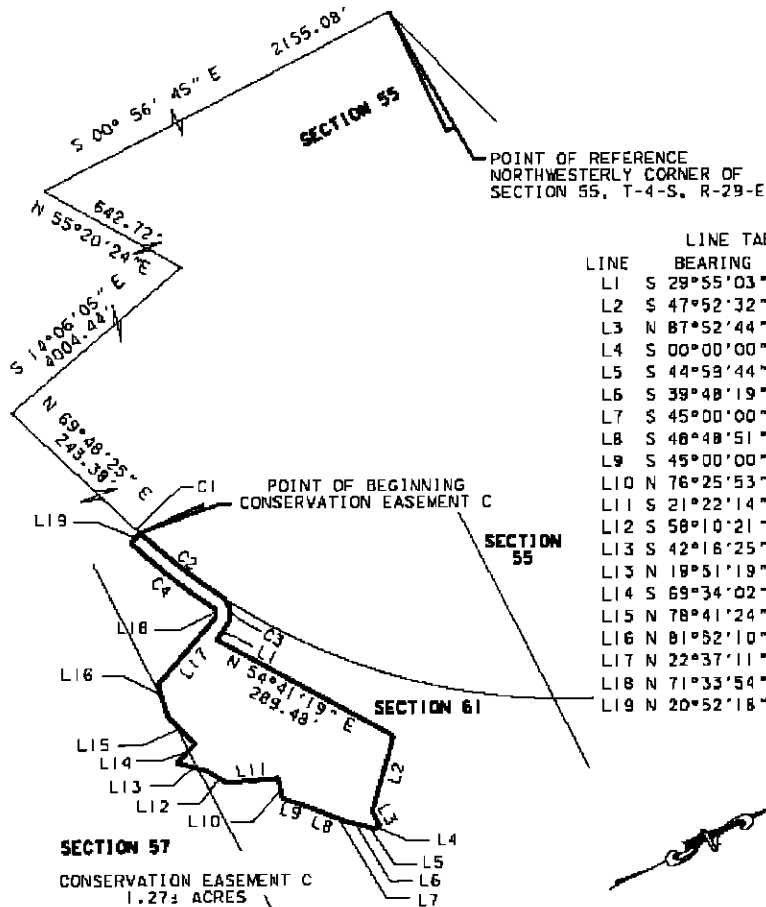 2155.08'
S 00° 56' 45" E
SECTION 55
POINT OF REFERENCE
NORTHWESTERLY CORNER OF
SECTION 55, T-4-S, R-29-E
642.72'
N 55°20'24"E
S 14°06'05" E
4004.44'
N 69°48'25" E
243.38'
LINE TAB
LINE BEARING
L1 S 29°55'03"
L2 S 47°52'32"
L3 N 87°52'44"
L4 S 00°00'00"
L5 S 44°59'44"
L6 S 39°48'19"
L7 S 45°00'00"
L8 S 48°48'51"
L9 S 45°00'00"
L10 N 76°25'53"
L11 S 21°22'14"
L12 S 58°10'21"
L13 S 42°16'25"
L13 N 19°51'19"
L14 S 69°34'02"
L15 N 78°41'24"
L16 N 81°52'10"
L17 N 22°37'11"
L18 N 71°33'54"
L19 N 20°52'18"
C1
POINT OF BEGINNING
CONSERVATION EASEMENT C
L19
C2
SECTION
55
C4
L18
C3
L1
L17
N 54°41'19" E
289.48'
L16
SECTION 61
L15
L14
L13
L12
L11
L10
L9
L8
L2
L3
L4
L5
L6
L7
SECTION 57
CONSERVATION EASEMENT C
1.27± ACRES
N